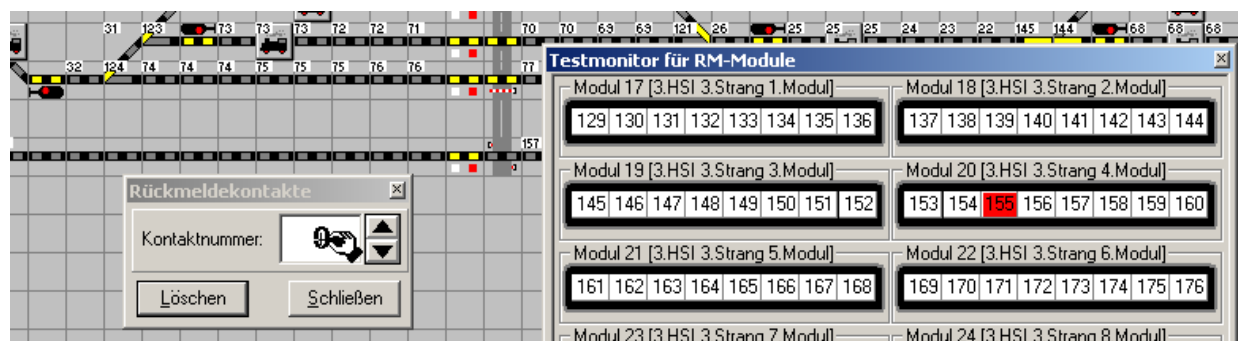 31 123 73 73 73 72 72 71 70 70 69 69 121 26 25 25 25 24 23 22 145 144 68 68 68
32 124 74 74 74 75 75 76 76 77
157
Rückmeldekontakte
Kontaktnummer:
Löschen Schließen
Testmonitor für RM-Module
Modul 17 [3.HSI 3.Strang 1.Modul] Modul 18 [3.HSI 3.Strang 2.Modul]
129 130 131 132 133 134 135 136 137 138 139 140 141 142 143 144
Modul 19 [3.HSI 3.Strang 3.Modul] Modul 20 [3.HSI 3.Strang 4.Modul]
145 146 147 148 149 150 151 152 153 154 155 156 157 158 159 160
Modul 21 [3.HSI 3.Strang 5.Modul] Modul 22 [3.HSI 3.Strang 6.Modul]
161 162 163 164 165 166 167 168 169 170 171 172 173 174 175 176
Modul 23 [3.HSI 3.Strang 7.Modul] Modul 24 [3.HSI 3.Strang 8.Modul]